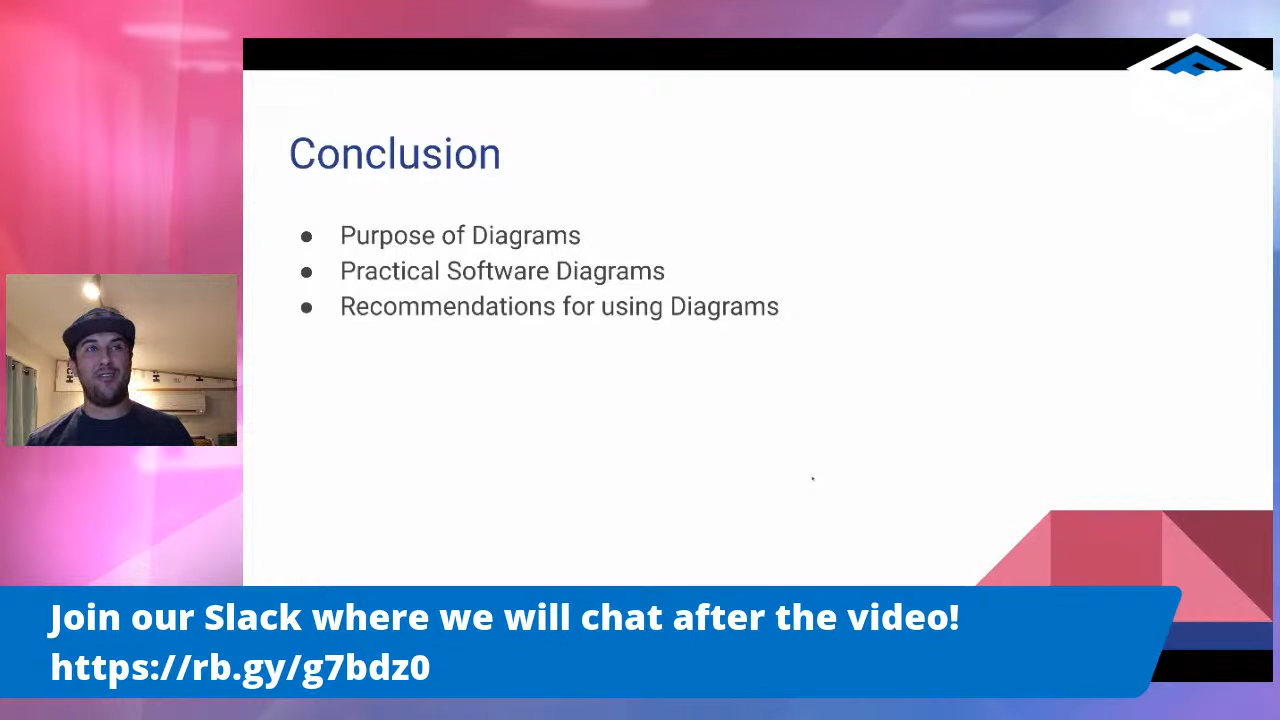 Conclusion
● Purpose of Diagrams
● Practical Software Diagrams
● Recommendations for using Diagrams
Join our Slack where we will chat after the video!
https://rb.gy/g7bdz0